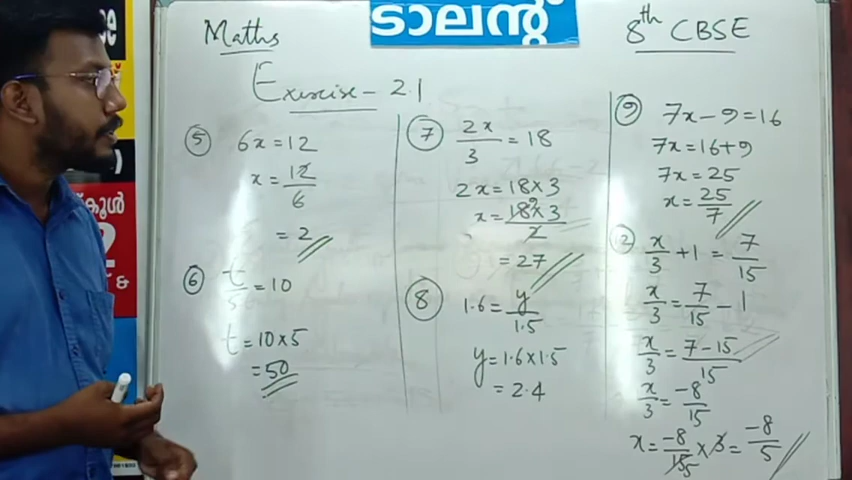 ടാലന്റ്
Maths
8th CBSE
Exercise - 2.1
⑤ 6x = 12
x = 12/6
= 2
⑥ t/5 = 10
t = 10 x 5
= 50
⑦ 2x/3 = 18
2x = 18 x 3
x = 18 x 3/2
= 27
⑧ 1.6 = y/1.5
y = 1.6 x 1.5
= 2.4
⑨ 7x - 9 = 16
7x = 16 + 9
7x = 25
x = 25/7
⑫ x/3 + 1 = 7/15
x/3 = 7/15 - 1
x/3 = 7-15/15
x/3 = -8/15
x = -8/15 x 3 = -8/5